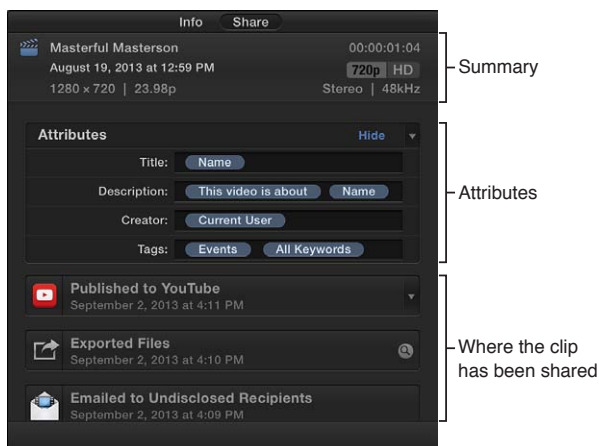 Info Share
Masterful Masterson 00:00:01:04
August 19, 2013 at 12:59 PM 720p HD
1280 × 720 | 23.98p Stereo | 48kHz
Summary
Attributes Hide
Title: Name
Description: This video is about Name
Creator: Current User
Tags: Events All Keywords
Attributes
Published to YouTube
September 2, 2013 at 4:11 PM
Exported Files
September 2, 2013 at 4:10 PM
Emailed to Undisclosed Recipients
September 2, 2013 at 4:09 PM
Where the clip
has been shared